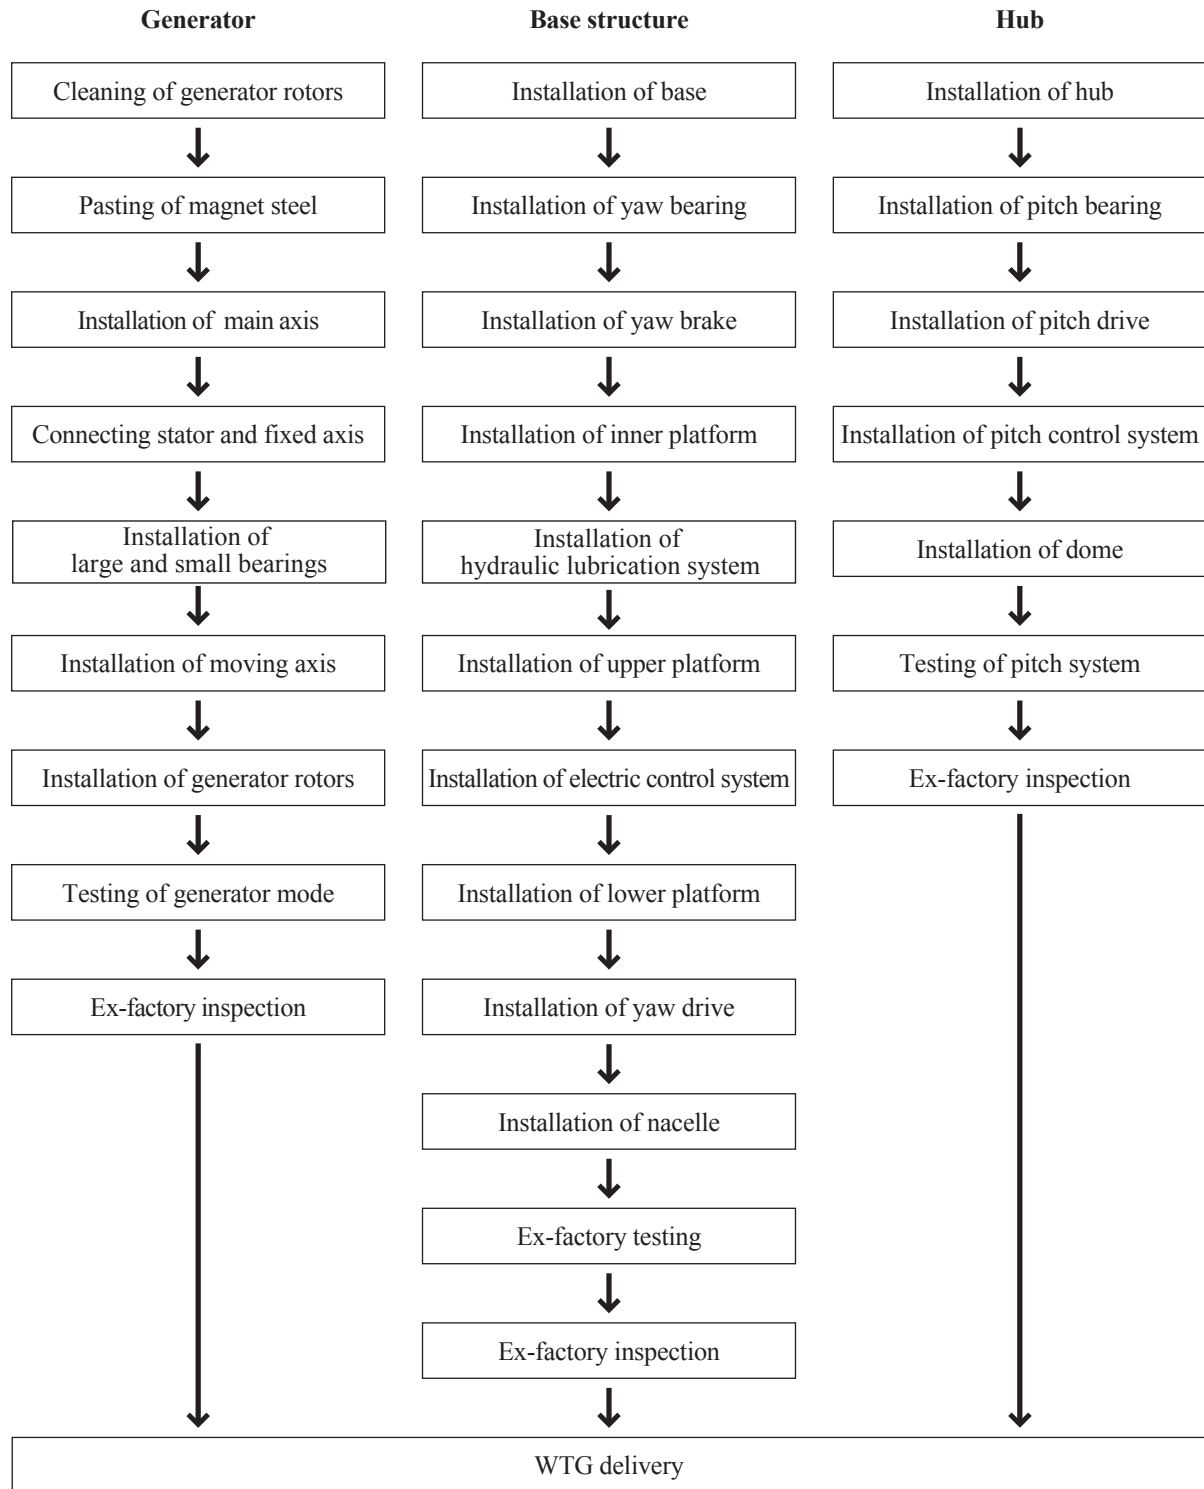 Generator
Base structure
Hub
Cleaning of generator rotors
Installation of base
Installation of hub
Pasting of magnet steel
Installation of yaw bearing
Installation of pitch bearing
Installation of main axis
Installation of yaw brake
Installation of pitch drive
Connecting stator and fixed axis
Installation of inner platform
Installation of pitch control system
Installation of
large and small bearings
Installation of
hydraulic lubrication system
Installation of dome
Installation of moving axis
Installation of upper platform
Testing of pitch system
Installation of generator rotors
Installation of electric control system
Ex-factory inspection
Testing of generator mode
Installation of lower platform
Ex-factory inspection
Installation of yaw drive
Installation of nacelle
Ex-factory testing
Ex-factory inspection
WTG delivery